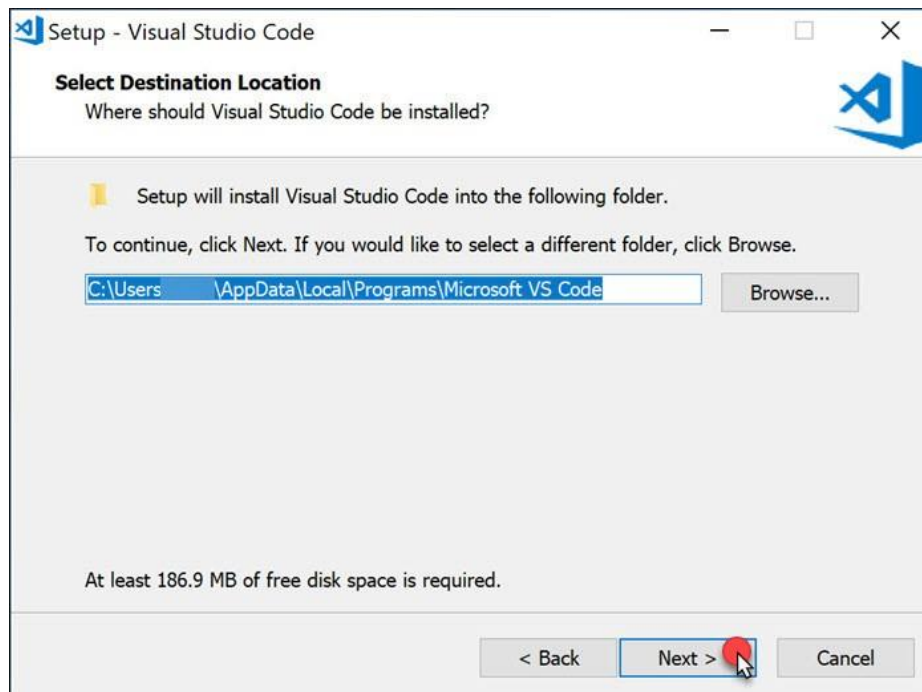 Setup - Visual Studio Code
Select Destination Location
Where should Visual Studio Code be installed?
Setup will install Visual Studio Code into the following folder.
To continue, click Next. If you would like to select a different folder, click Browse.
C:\Users \AppData\Local\Programs\Microsoft VS Code
Browse...
At least 186.9 MB of free disk space is required.
< Back
Next >
Cancel